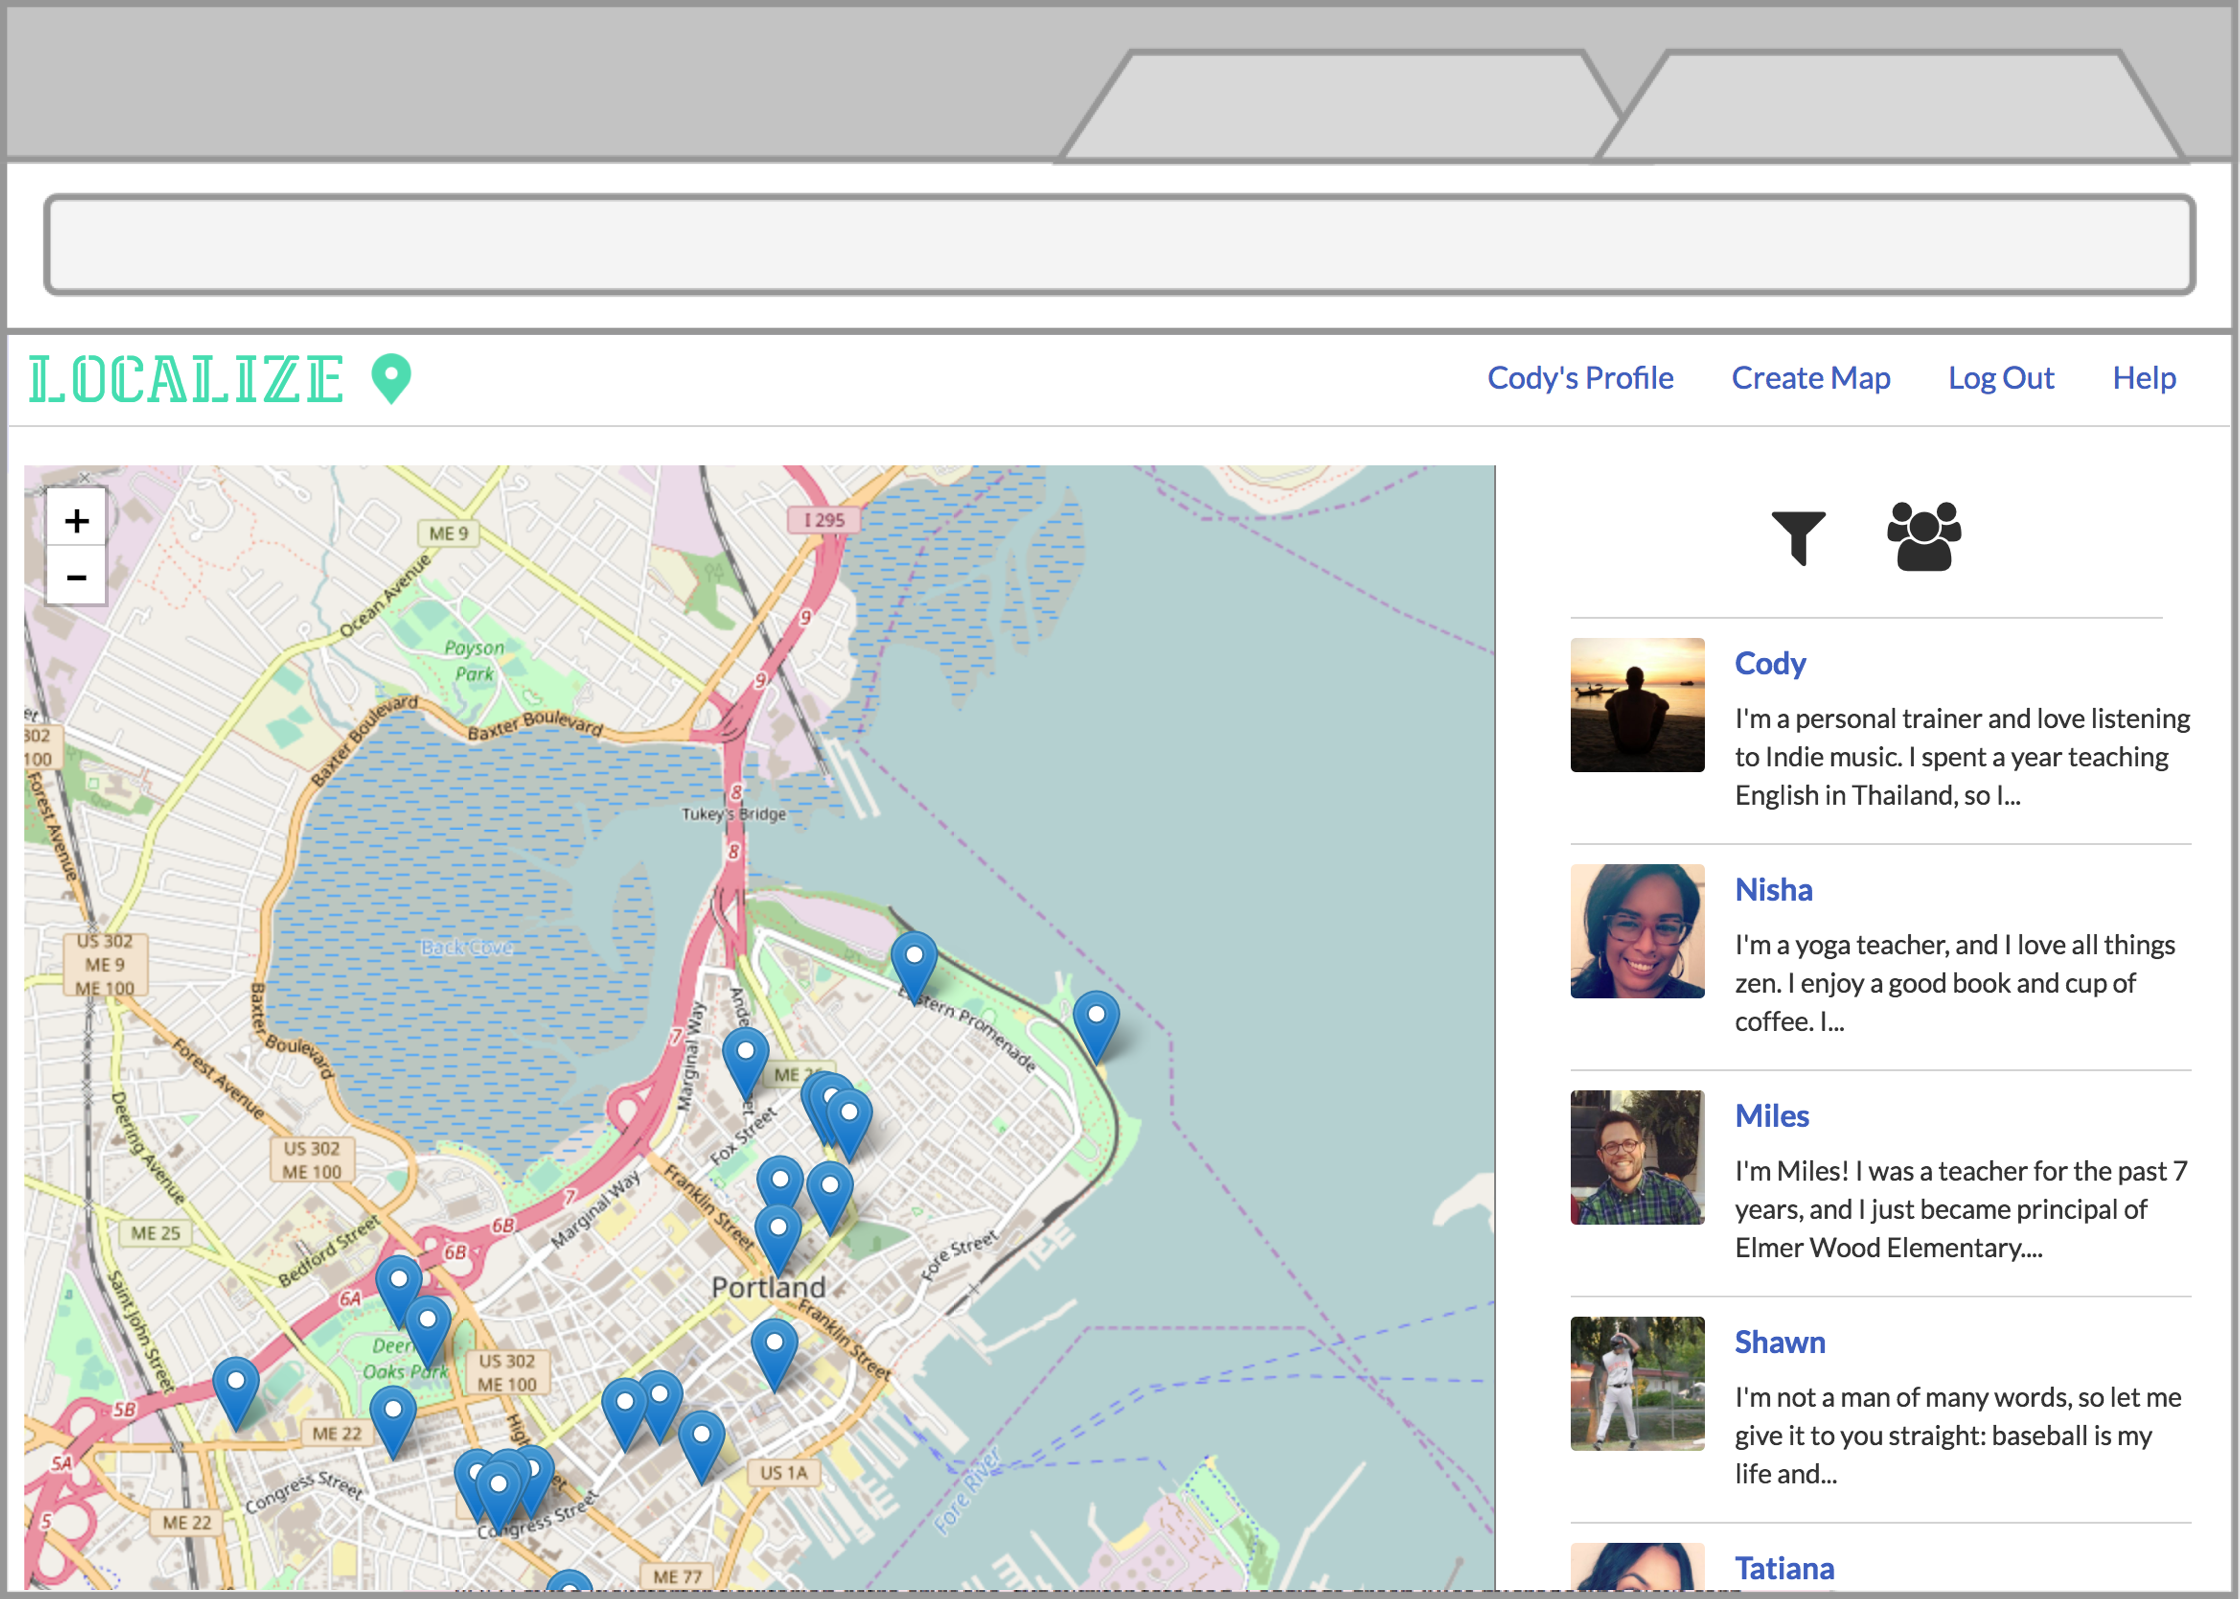 LOCALIZE
Cody's Profile
Create Map
Log Out
Help
+
−
I 295
ME 9
Ocean Avenue
9
Payson
Park
9
Baxter Boulevard
Baxter Boulevard
302
100
Forest Avenue
8
Tukey's Bridge
8
US 302
ME 9
ME 100
Back Cove
Baxter
Boulevard
Eastern Promenade
Marginal Way
7
Forest Avenue
Deering Avenue
Fox Street
US 302
ME 100
Franklin Street
7
Marginal Way
6B
6B
ME 25
Bedford Street
Fore Street
Saint John Street
6A
Portland
Franklin Street
Oaks Park
US 302
ME 100
5B
ME 22
5A
US 1A
Congress Street
Congress Street
Fore River
5
ME 22
ME 77
Cody
I'm a personal trainer and love listening
to Indie music. I spent a year teaching
English in Thailand, so I...
Nisha
I'm a yoga teacher, and I love all things
zen. I enjoy a good book and cup of
coffee. I...
Miles
I'm Miles! I was a teacher for the past 7
years, and I just became principal of
Elmer Wood Elementary....
Shawn
I'm not a man of many words, so let me
give it to you straight: baseball is my
life and...
Tatiana